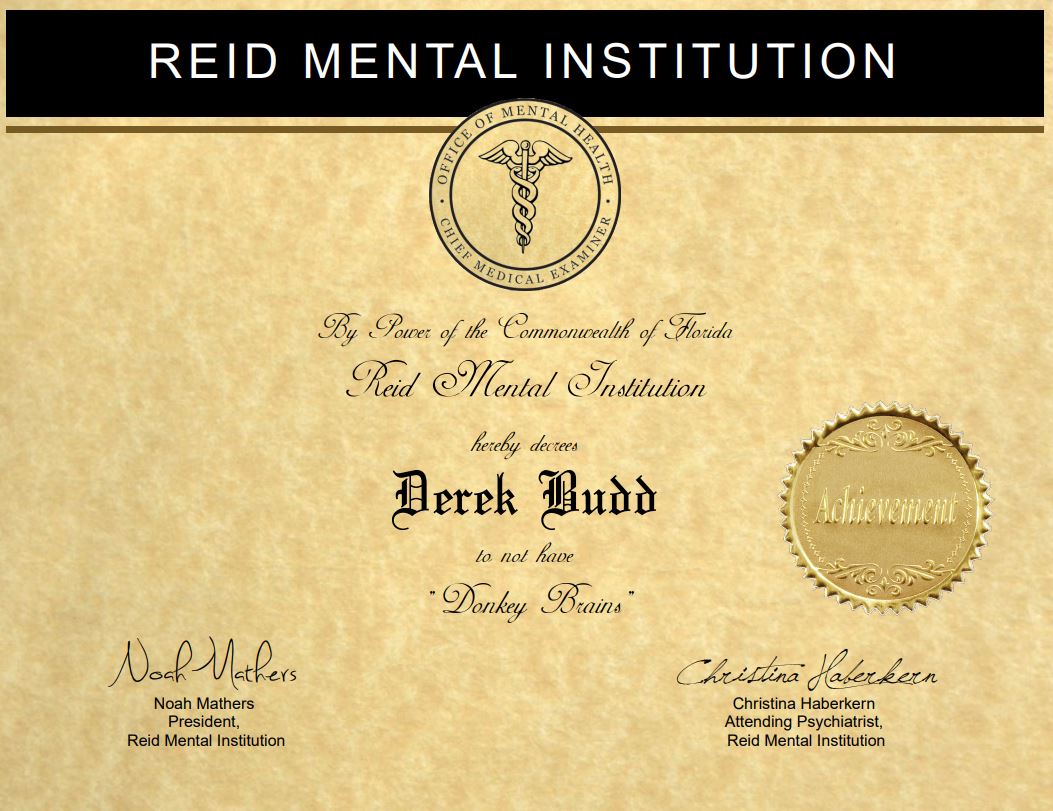 REID MENTAL INSTITUTION
OFFICE OF MENTAL HEALTH
CHIEF MEDICAL EXAMINER
By Power of the Commonwealth of Florida
Reid Mental Institution
hereby decrees
Derek Budd
to not have
"Donkey Brains"
Achievement
Noah Mathers
Noah Mathers
President,
Reid Mental Institution
Christina Haberkern
Christina Haberkern
Attending Psychiatrist,
Reid Mental Institution